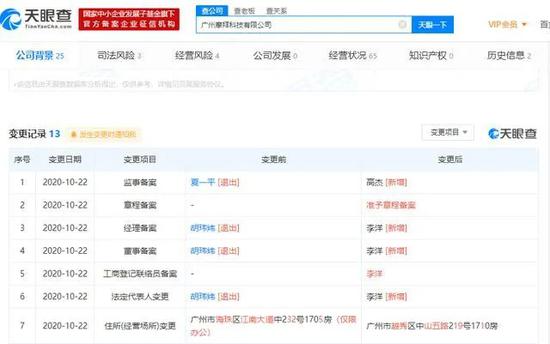 天眼查
TianYanCha.com
国家中小企业发展子基金旗下
官方备案企业征信机构
查公司 查老板 查关系
广州摩拜科技有限公司
天眼一下
VIP会员
公司背景 25 司法风险 3 经营风险 4 公司发展 0 经营状况 65 知识产权 0 历史信息 2
变更记录 13 发生变更时通知我 变更项目 天眼查
序号 变更日期 变更项目 变更前 变更后
1 2020-10-22 监事备案 夏一平 [退出] 高杰 [新增]
2 2020-10-22 章程备案 - 准予章程备案
3 2020-10-22 经理备案 胡玮炜 [退出] 李洋 [新增]
4 2020-10-22 董事备案 胡玮炜 [退出] 李洋 [新增]
5 2020-10-22 工商登记联络员备案 - 李洋
6 2020-10-22 法定代表人变更 胡玮炜 [退出] 李洋 [新增]
7 2020-10-22 住所(经营场所)变更 广州市海珠区江南大道中232号1705房（仅限办公） 广州市越秀区中山五路219号1710房